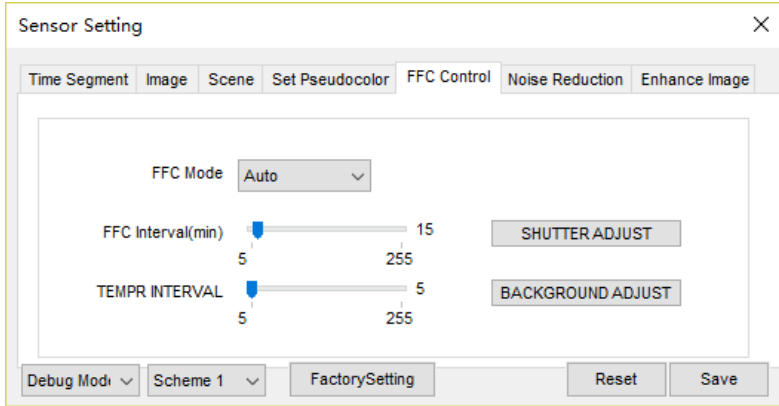 Sensor Setting
Time Segment Image Scene Set Pseudocolor FFC Control Noise Reduction Enhance Image
FFC Mode Auto
FFC Interval(min) 15 SHUTTER ADJUST
5 255
TEMPR INTERVAL 5 BACKGROUND ADJUST
5 255
Debug Mod Scheme 1 FactorySetting Reset Save